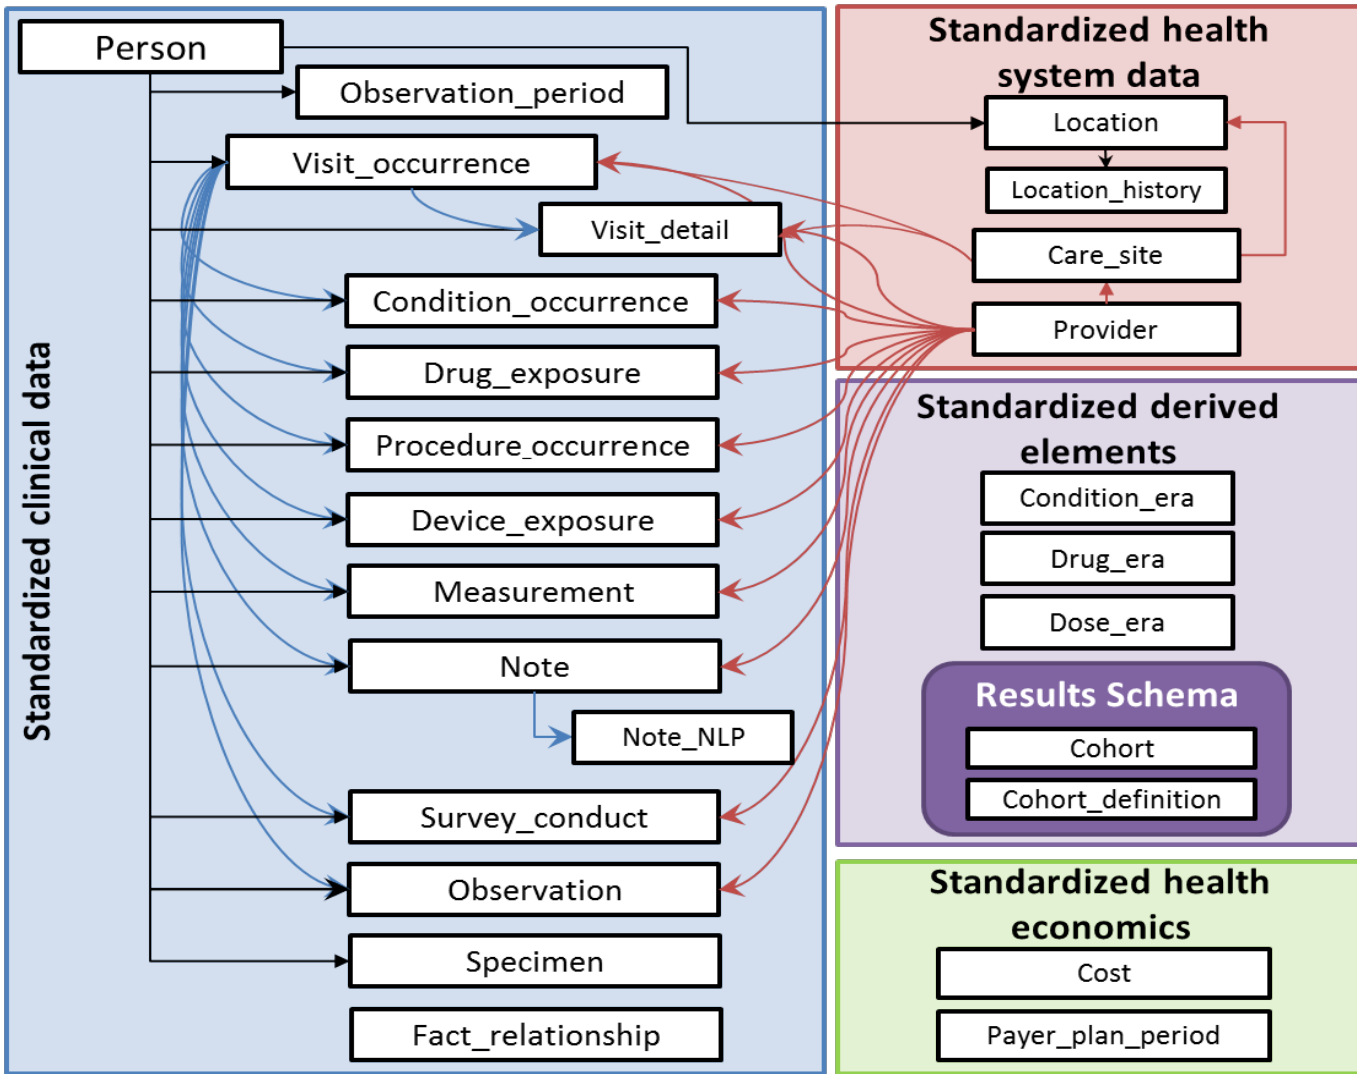 Standardized clinical data
Person
Observation_period
Visit_occurrence
Visit_detail
Condition_occurrence
Drug_exposure
Procedure_occurrence
Device_exposure
Measurement
Note
Note_NLP
Survey_conduct
Observation
Specimen
Fact_relationship
Standardized health
system data
Location
Location_history
Care_site
Provider
Standardized derived
elements
Condition_era
Drug_era
Dose_era
Results Schema
Cohort
Cohort_definition
Standardized health
economics
Cost
Payer_plan_period